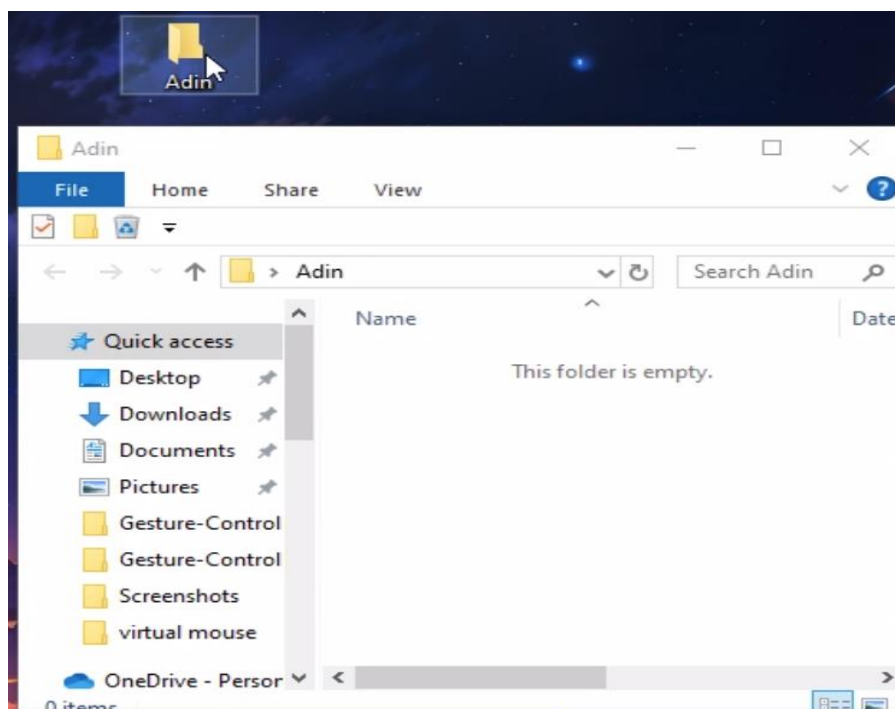 Adin
Adin
File Home Share View
Adin Search Adin
Name Date
Quick access
This folder is empty.
Desktop
Downloads
Documents
Pictures
Gesture-Control
Gesture-Control
Screenshots
virtual mouse
OneDrive - Person
0 items